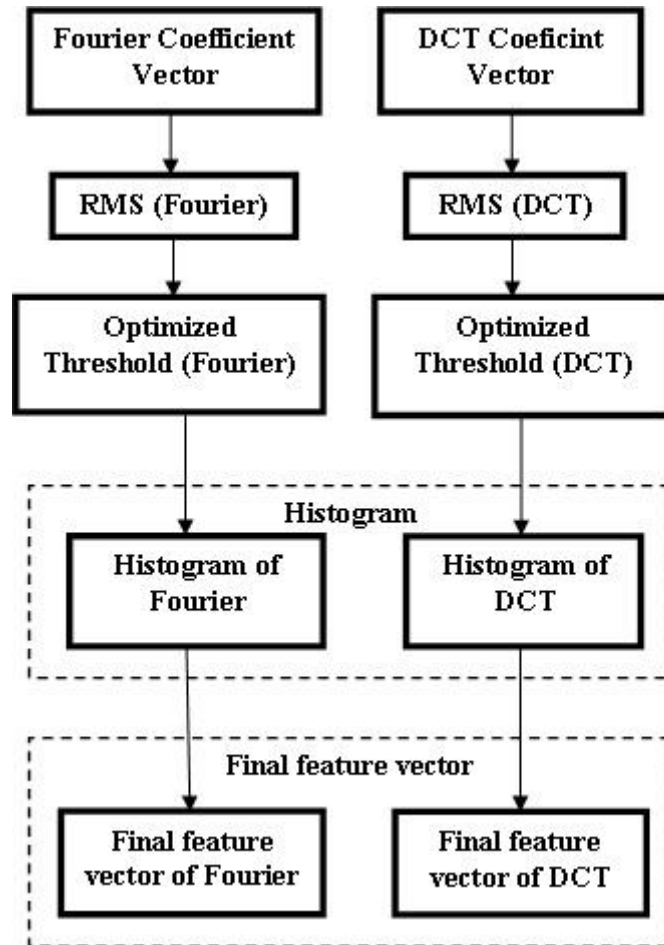 Fourier Coefficient
Vector
DCT Coeficint
Vector
RMS (Fourier)
RMS (DCT)
Optimized
Threshold (Fourier)
Optimized
Threshold (DCT)
Histogram
Histogram of
Fourier
Histogram of
DCT
Final feature vector
Final feature
vector of Fourier
Final feature
vector of DCT